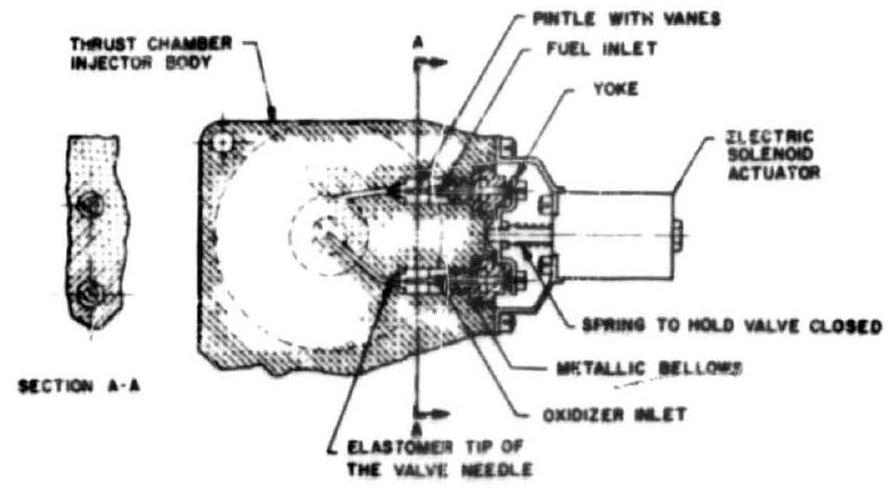 PINTLE WITH VANES
THRUST CHAMBER
INJECTOR BODY
A
FUEL INLET
YOKE
ELECTRIC
SOLENOID
ACTUATOR
SPRING TO HOLD VALVE CLOSED
METALLIC BELLOWS
SECTION A-A
OXIDIZER INLET
A
ELASTOMER TIP OF
THE VALVE NEEDLE